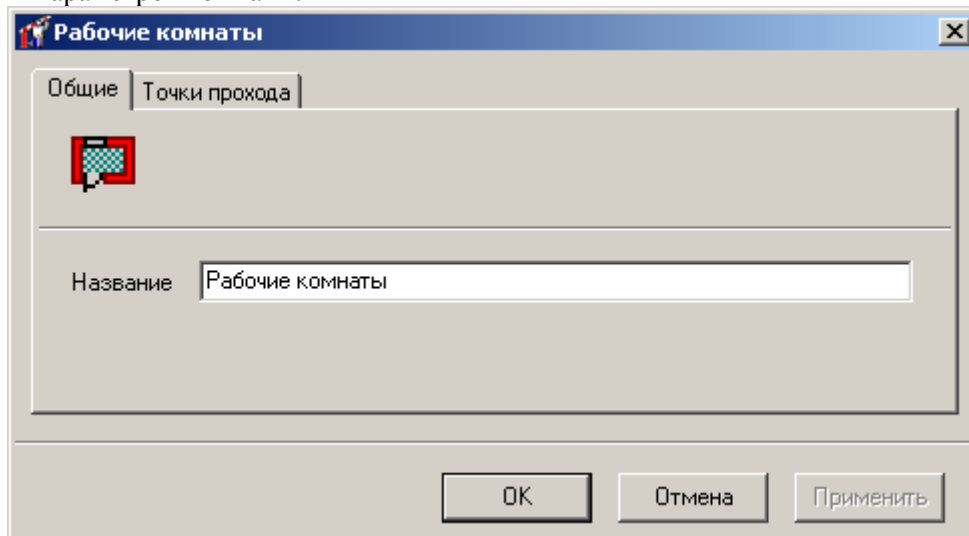 Рабочие комнаты
Общие Точки прохода
Название Рабочие комнаты
OK Отмена Применить